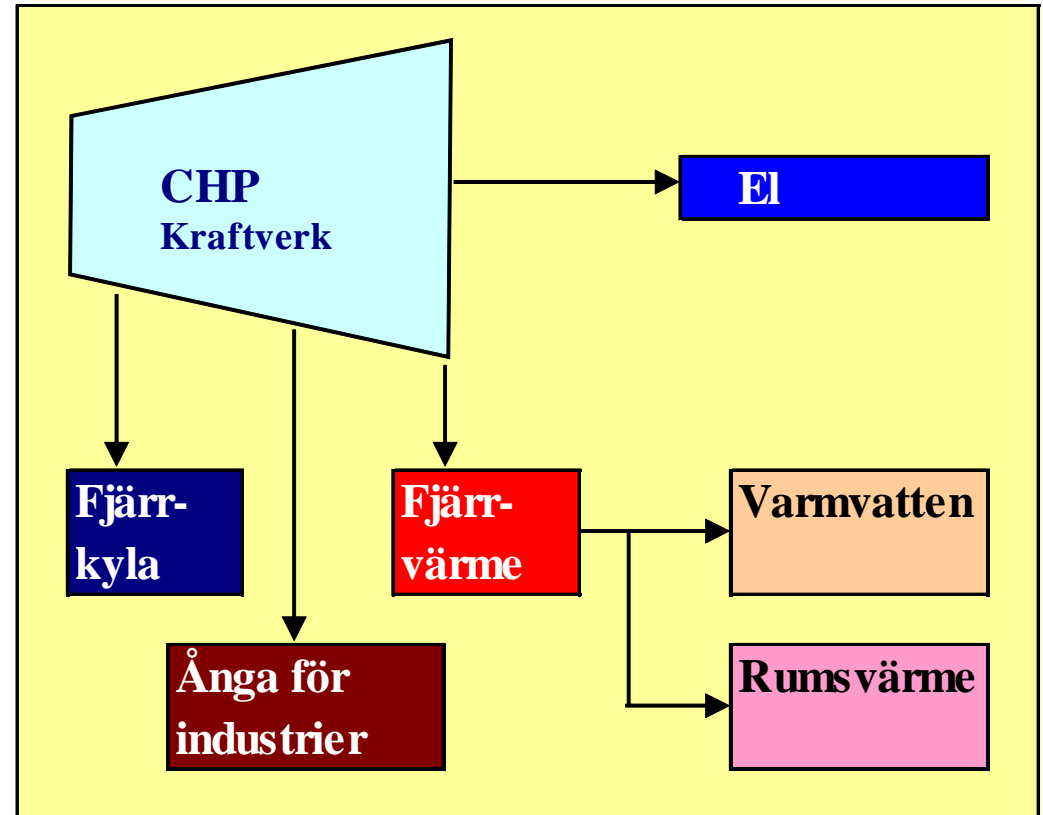 CHP
Kraftverk
El
Fjärr-
kyla
Fjärr-
värme
Varmvatten
Ånga för
industrier
Rumsvärme